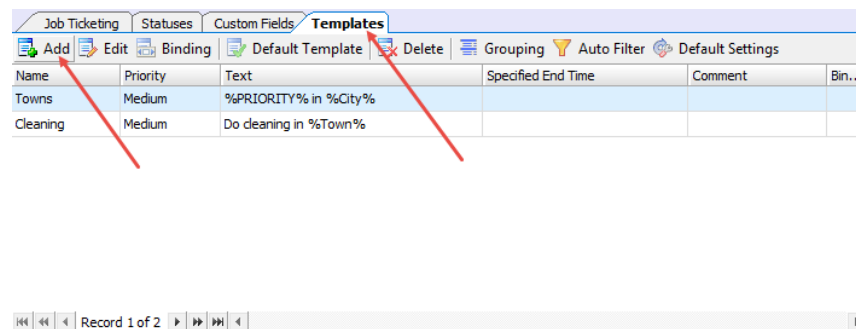 Job Ticketing Statuses Custom Fields Templates
Add Edit Binding Default Template Delete Grouping Auto Filter Default Settings
Name Priority Text Specified End Time Comment Bin...
Towns Medium %PRIORITY% in %City%
Cleaning Medium Do cleaning in %Town%
Record 1 of 2